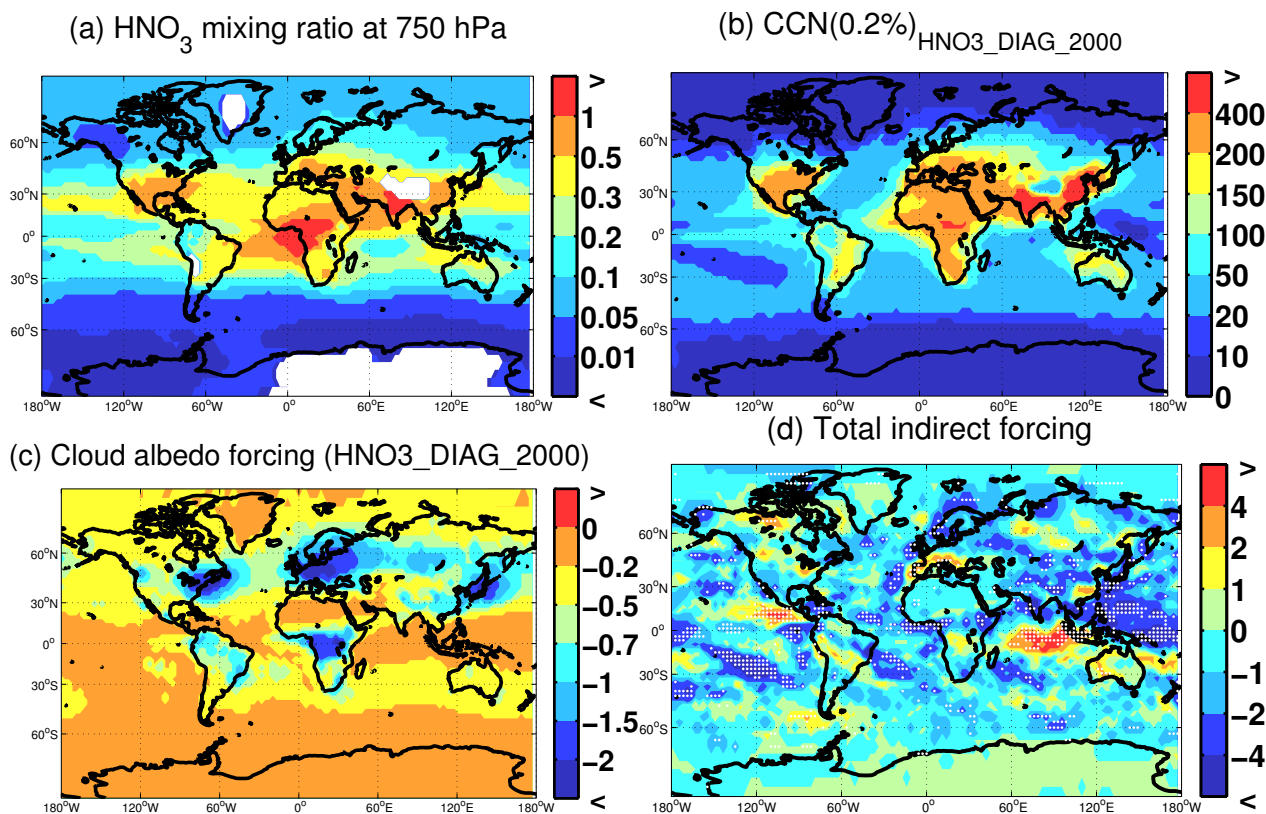 (a) HNO3 mixing ratio at 750 hPa
60°N
30°N
0°
30°S
60°S
180°W 120°W 60°W 0° 60°E 120°E 180°W
>
1
0.5
0.3
0.2
0.1
0.05
0.01
<
(b) CCN(0.2%)HNO3_DIAG_2000
60°N
30°N
0°
30°S
60°S
180°W 120°W 60°W 0° 60°E 120°E 180°W
>
400
200
150
100
50
20
10
0
(c) Cloud albedo forcing (HNO3_DIAG_2000)
60°N
30°N
0°
30°S
60°S
180°W 120°W 60°W 0° 60°E 120°E 180°W
>
0
−0.2
−0.5
−0.7
−1
−1.5
−2
<
(d) Total indirect forcing
60°N
30°N
0°
30°S
60°S
180°W 120°W 60°W 0° 60°E 120°E 180°W
>
4
2
1
0
−1
−2
−4
<